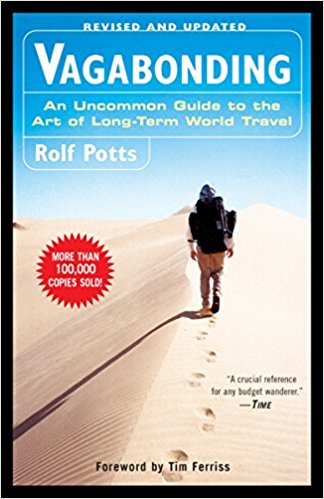 REVISED AND UPDATED
VAGABONDING
An Uncommon Guide to the
Art of Long-Term World Travel
Rolf Potts
MORE THAN
100,000
COPIES SOLD!
"A crucial reference
for any budget wanderer."
—TIME
Foreword by Tim Ferriss